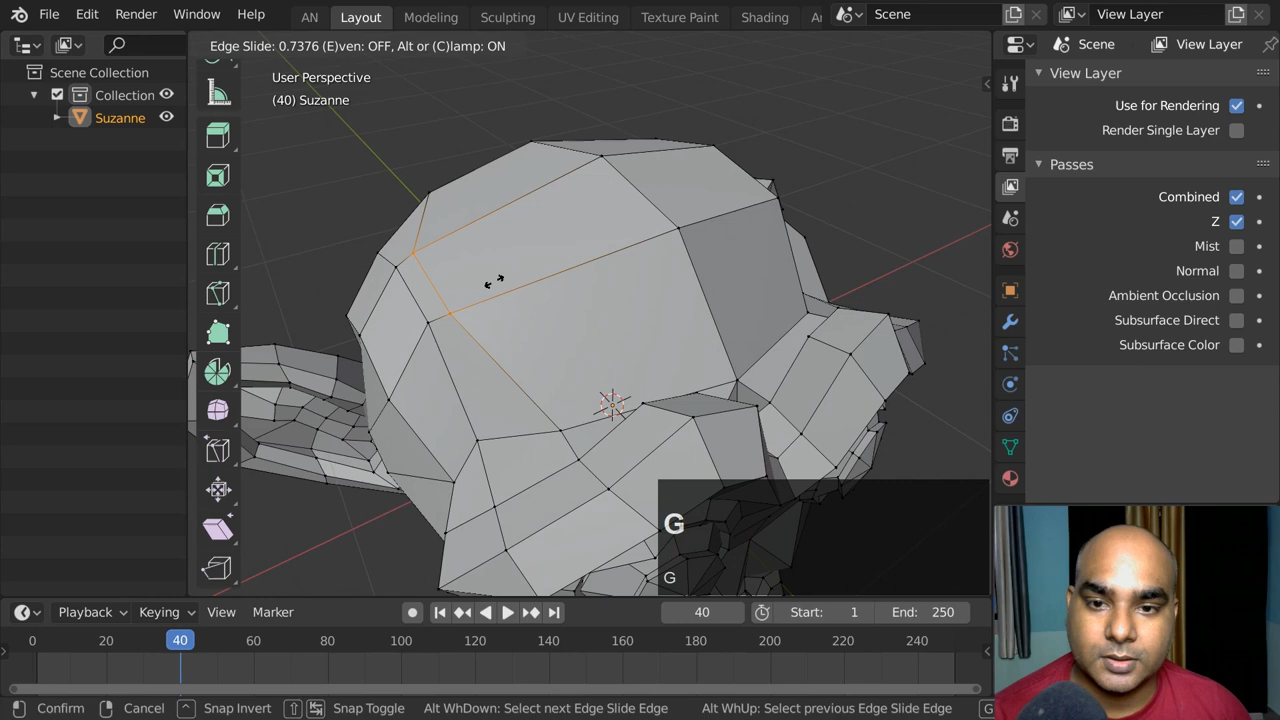 File Edit Render Window Help AN Layout Modeling Sculpting UV Editing Texture Paint Shading Scene View Layer
Edge Slide: 0.7376 (E)ven: OFF, Alt or (C)lamp: ON
Scene View Layer
Scene Collection
Collection
Suzanne
User Perspective
(40) Suzanne
View Layer
Use for Rendering
Render Single Layer
Passes
Combined
Z
Mist
Normal
Ambient Occlusion
Subsurface Direct
Subsurface Color
G
G
Playback Keying View Marker 40 Start: 1 End: 250
0 20 40 60 80 100 120 140 160 180 200 220 240
Confirm Cancel Snap Invert Snap Toggle Alt WhDown: Select next Edge Slide Edge Alt WhUp: Select previous Edge Slide Edge G